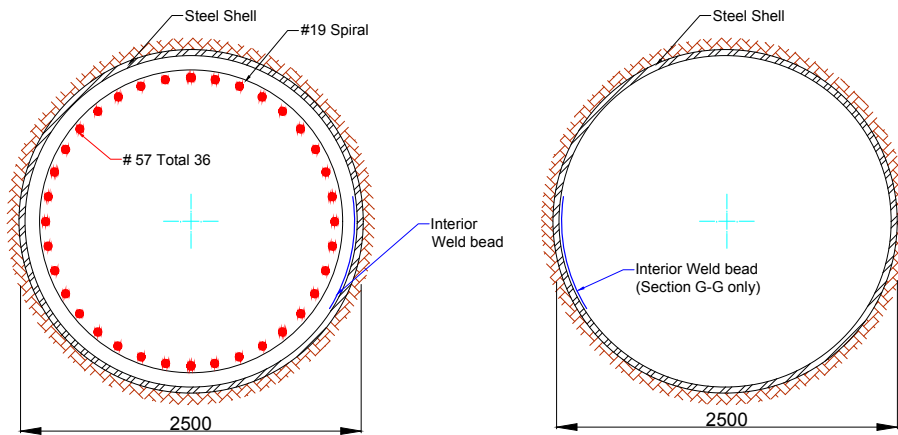 Steel Shell
#19 Spiral
# 57 Total 36
Interior
Weld bead
2500
Steel Shell
Interior Weld bead
(Section G-G only)
2500